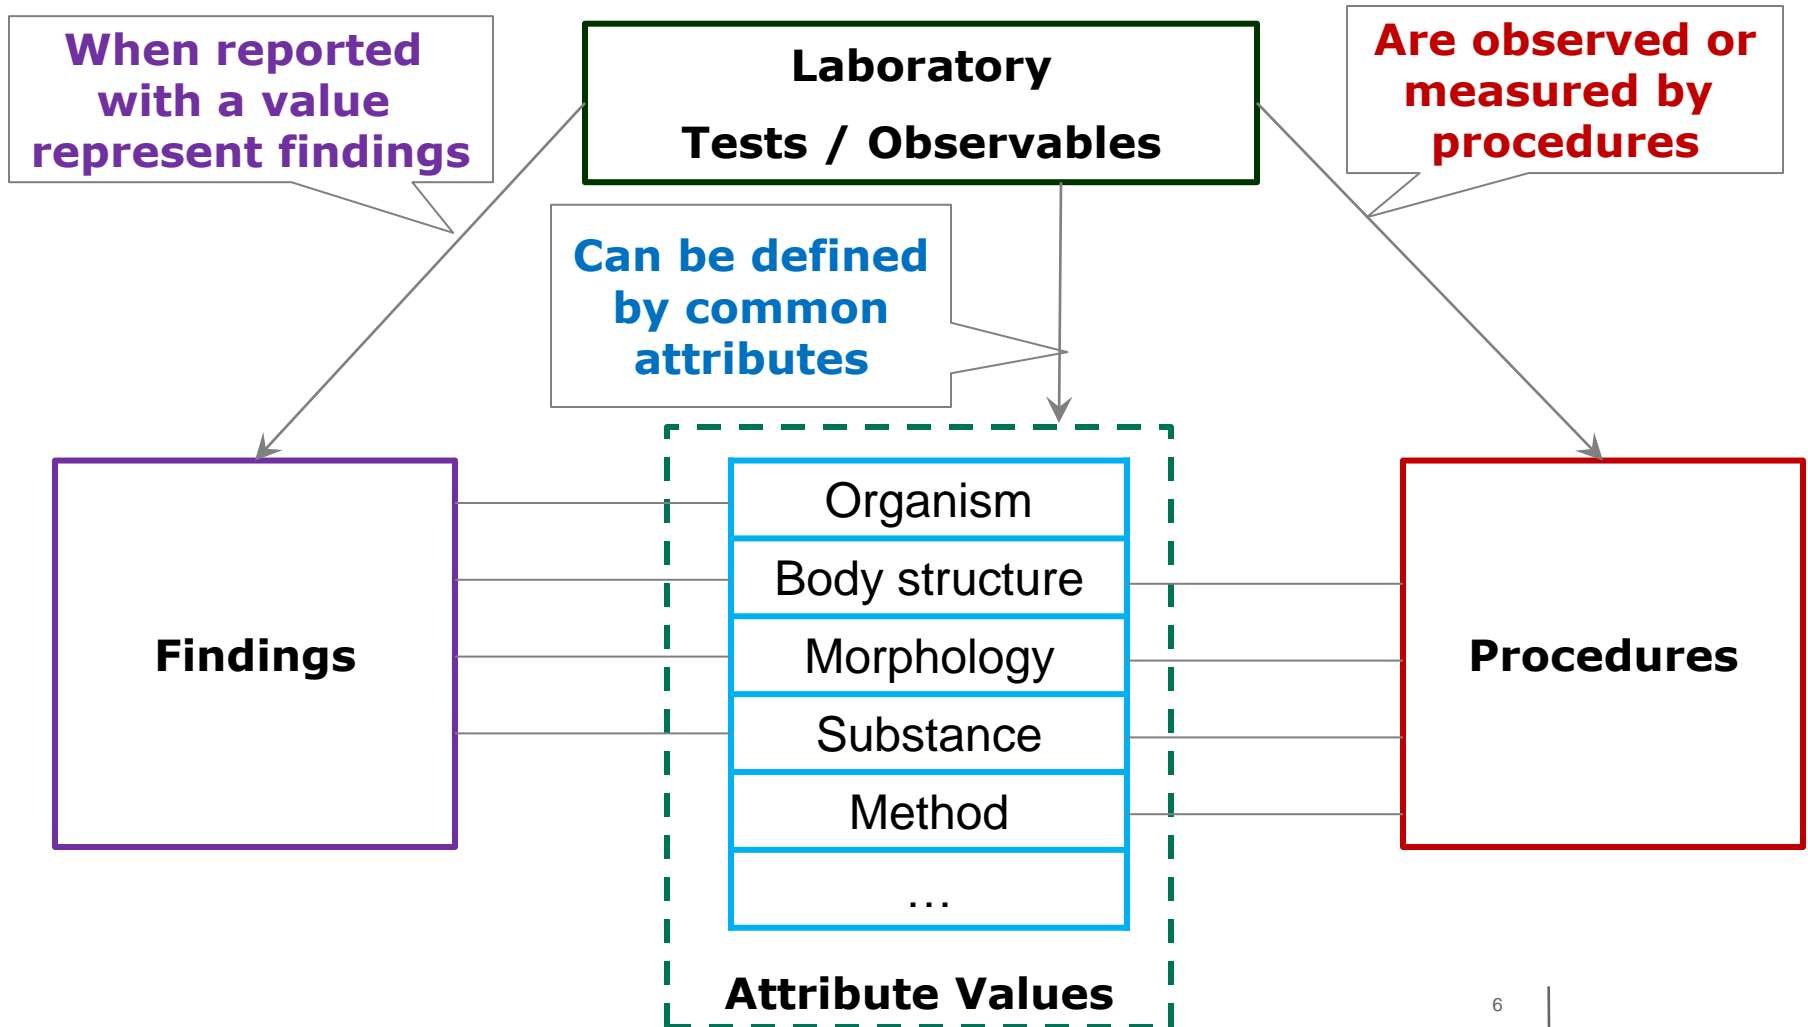 When reported
with a value
represent findings
Laboratory
Tests / Observables
Are observed or
measured by
procedures
Can be defined
by common
attributes
Findings
Organism
Body structure
Morphology
Substance
Method
…
Procedures
Attribute Values
6